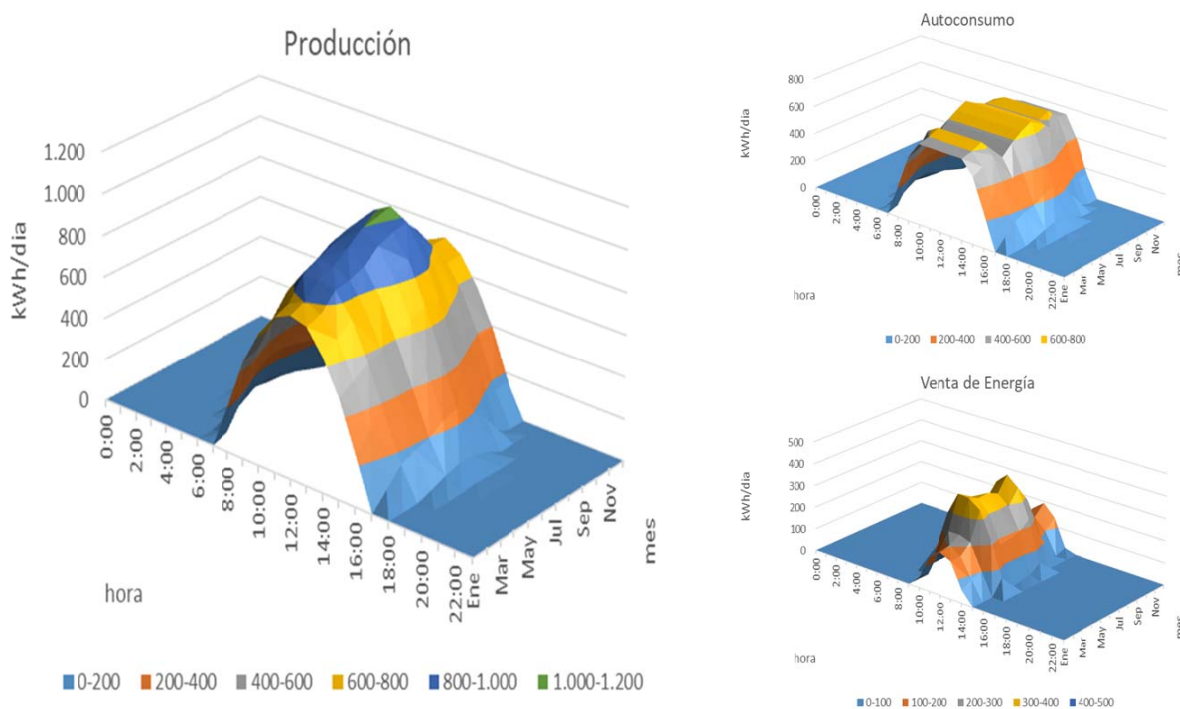 Producción
kWh/dia
1.200
1.000
800
600
400
200
0
0:00
2:00
4:00
6:00
8:00
10:00
12:00
14:00
16:00
18:00
20:00
22:00
Ene
Mar
May
Jul
Sep
Nov
mes
hora
0-200 200-400 400-600 600-800 800-1.000 1.000-1.200
Autoconsumo
kWh/dia
800
600
400
200
0
0:00
2:00
4:00
6:00
8:00
10:00
12:00
14:00
16:00
18:00
20:00
22:00
Ene
Mar
May
Jul
Sep
Nov
mes
hora
0-200 200-400 400-600 600-800
Venta de Energía
kWh/dia
500
400
300
200
100
0
0:00
2:00
4:00
6:00
8:00
10:00
12:00
14:00
16:00
18:00
20:00
22:00
Ene
Mar
May
Jul
Sep
Nov
mes
hora
0-100 100-200 200-300 300-400 400-500